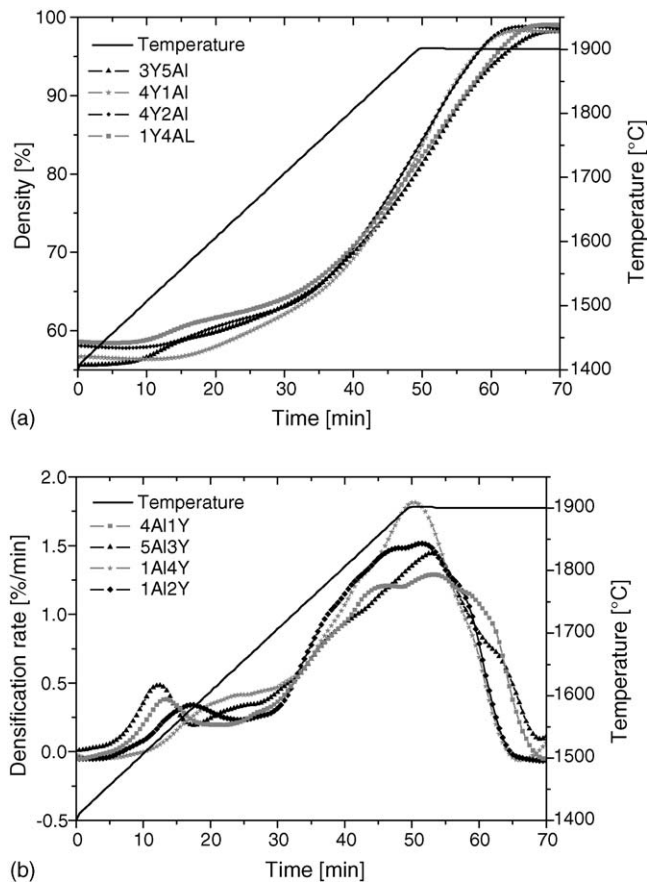 100
90
80
70
60
Density [%]
Temperature
3Y5Al
4Y1Al
4Y2Al
1Y4AL
1900
1800
1700
1600
1500
1400
Temperature [°C]
0 10 20 30 40 50 60 70
Time [min]
(a)
2.0
1.5
1.0
0.5
0.0
-0.5
Densification rate [%/min]
Temperature
4Al1Y
5Al3Y
1Al4Y
1Al2Y
1900
1800
1700
1600
1500
1400
Temperature [°C]
0 10 20 30 40 50 60 70
Time [min]
(b)